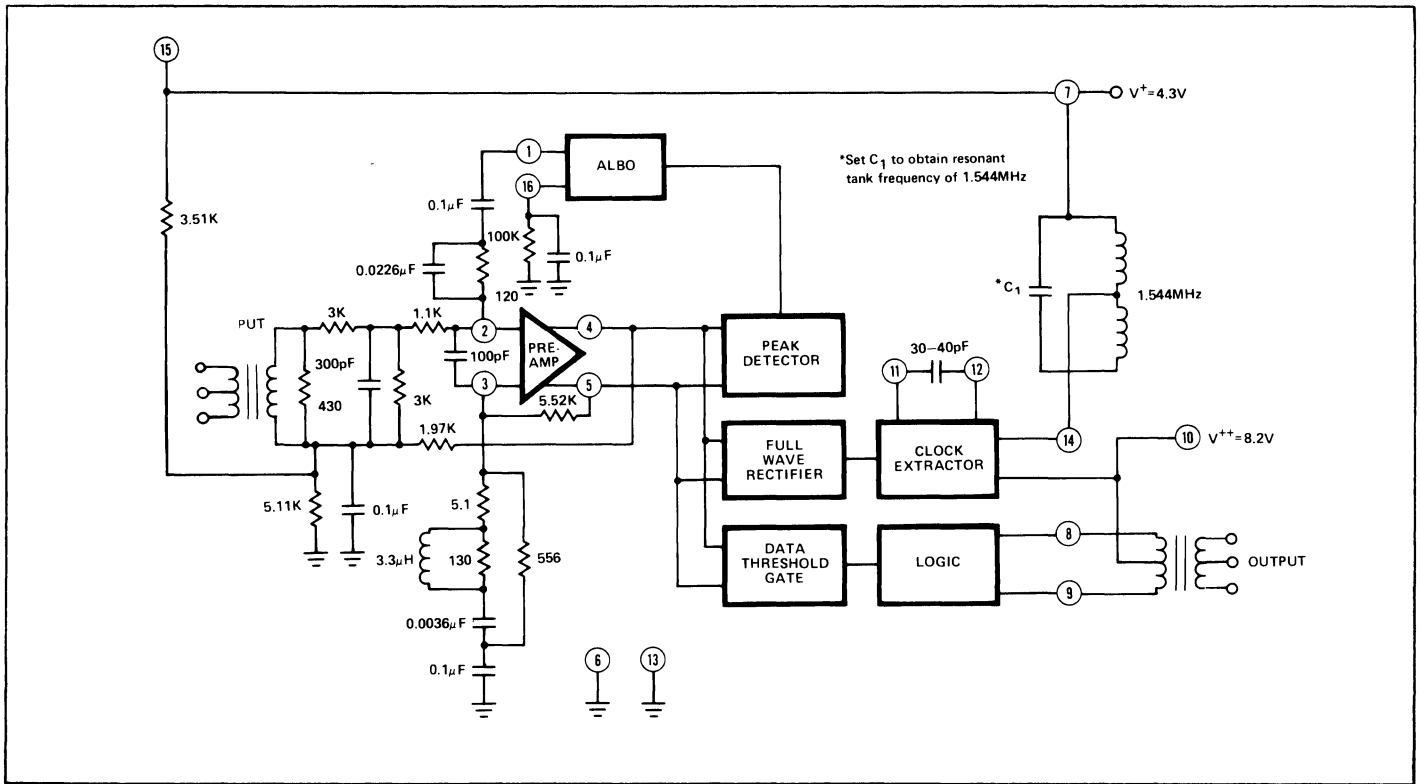 15
7
V+=4.3V
1
ALBO
*Set C1 to obtain resonant
tank frequency of 1.544MHz
16
3.51K
0.1μF
100K
0.1μF
0.0226μF
120
*C1
1.544MHz
PUT
3K
1.1K
2
4
PRE-
AMP
PEAK
DETECTOR
300pF
100pF
30–40pF
11
12
3
5
430
3K
5.52K
1.97K
FULL
WAVE
RECTIFIER
CLOCK
EXTRACTOR
14
10
V++=8.2V
5.11K
0.1μF
5.1
3.3μH
130
556
DATA
THRESHOLD
GATE
LOGIC
8
OUTPUT
9
0.0036μF
0.1μF
6
13